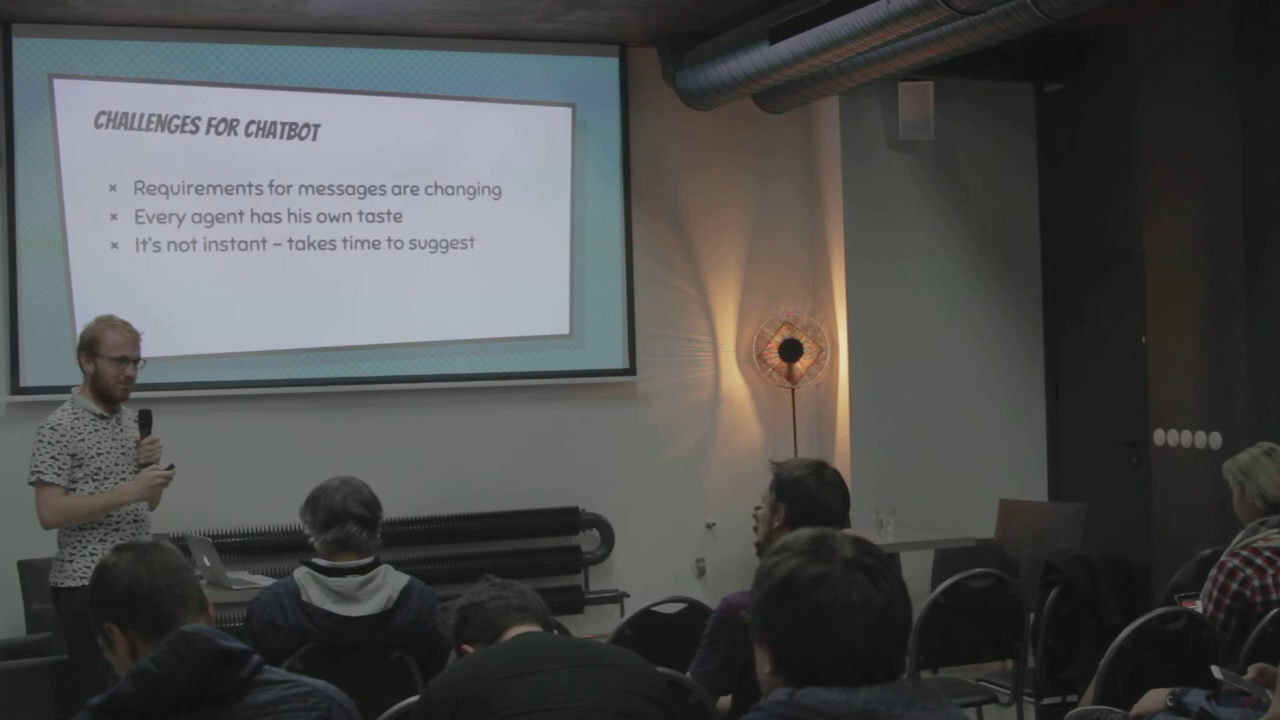 CHALLENGES FOR CHATBOT
× Requirements for messages are changing
× Every agent has his own taste
× It's not instant – takes time to suggest